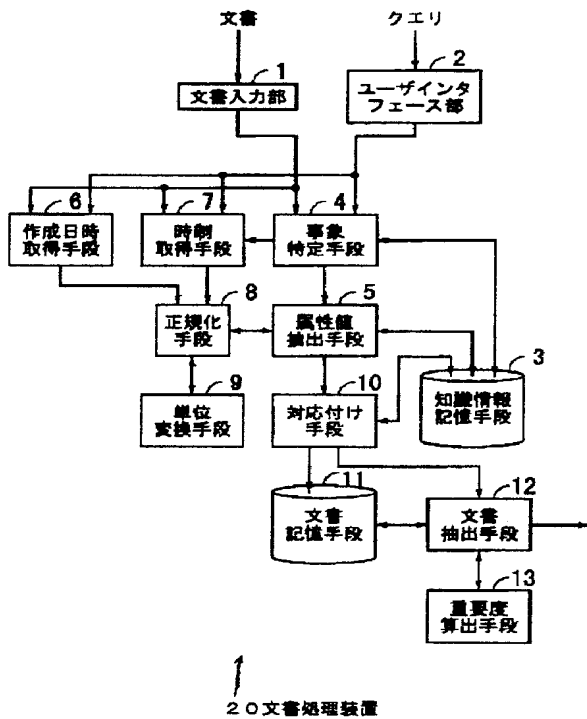 文書
クエリ
1
文書入力部
2
ユーザインタ
フェース部
6
作成日時
取得手段
7
時制
取得手段
4
事象
特定手段
8
正規化
手段
5
属性値
抽出手段
3
知識情報
記憶手段
9
単位
変換手段
10
対応付け
手段
11
文書
記憶手段
12
文書
抽出手段
13
重要度
算出手段
20文書処理装置